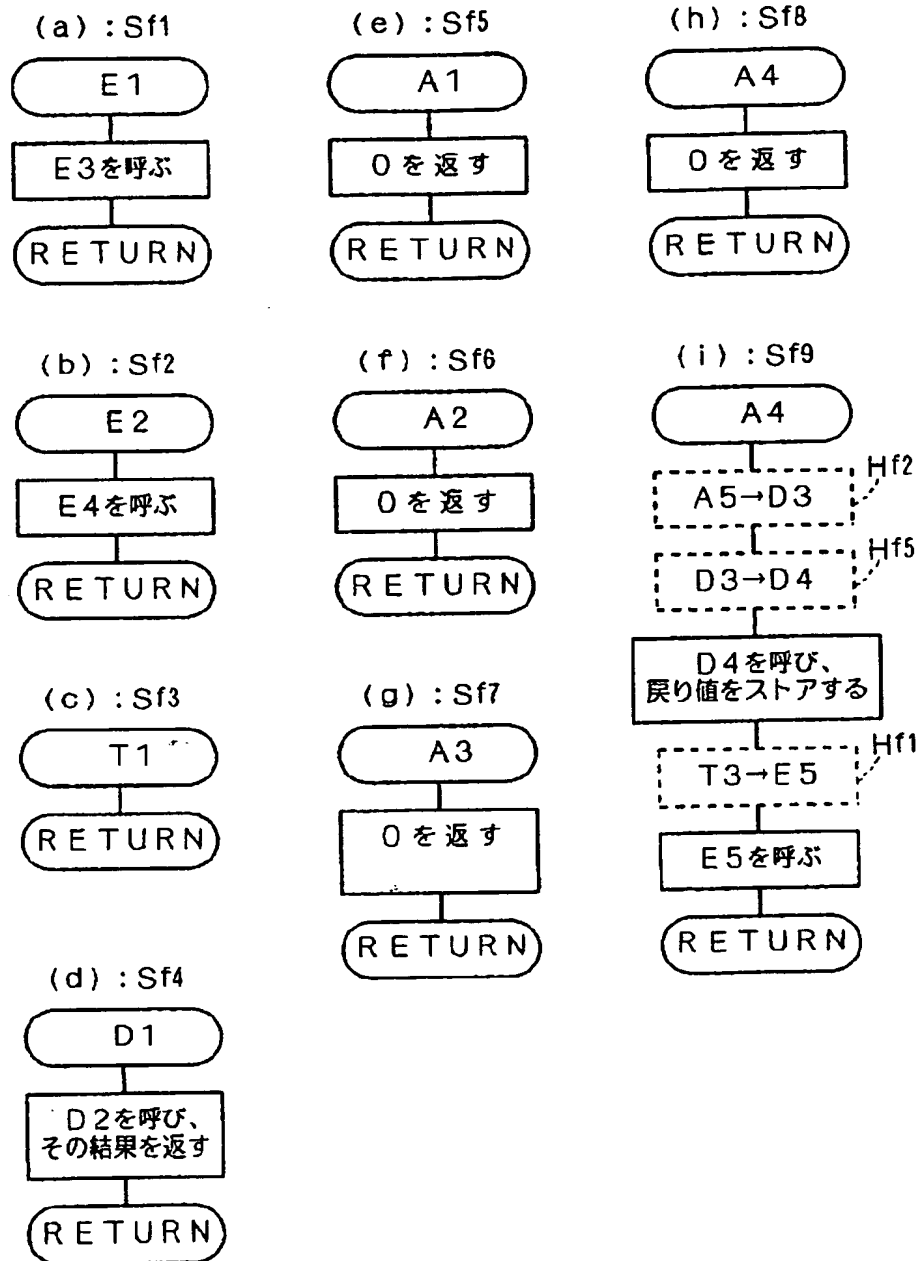 (a) : Sf1
E1
E3を呼ぶ
RETURN
(b) : Sf2
E2
E4を呼ぶ
RETURN
(c) : Sf3
T1
RETURN
(d) : Sf4
D1
D2を呼び、
その結果を返す
RETURN
(e) : Sf5
A1
0を返す
RETURN
(f) : Sf6
A2
0を返す
RETURN
(g) : Sf7
A3
0を返す
RETURN
(h) : Sf8
A4
0を返す
RETURN
(i) : Sf9
A4
Hf2
A5→D3
Hf5
D3→D4
D4を呼び、
戻り値をストアする
Hf1
T3→E5
E5を呼ぶ
RETURN